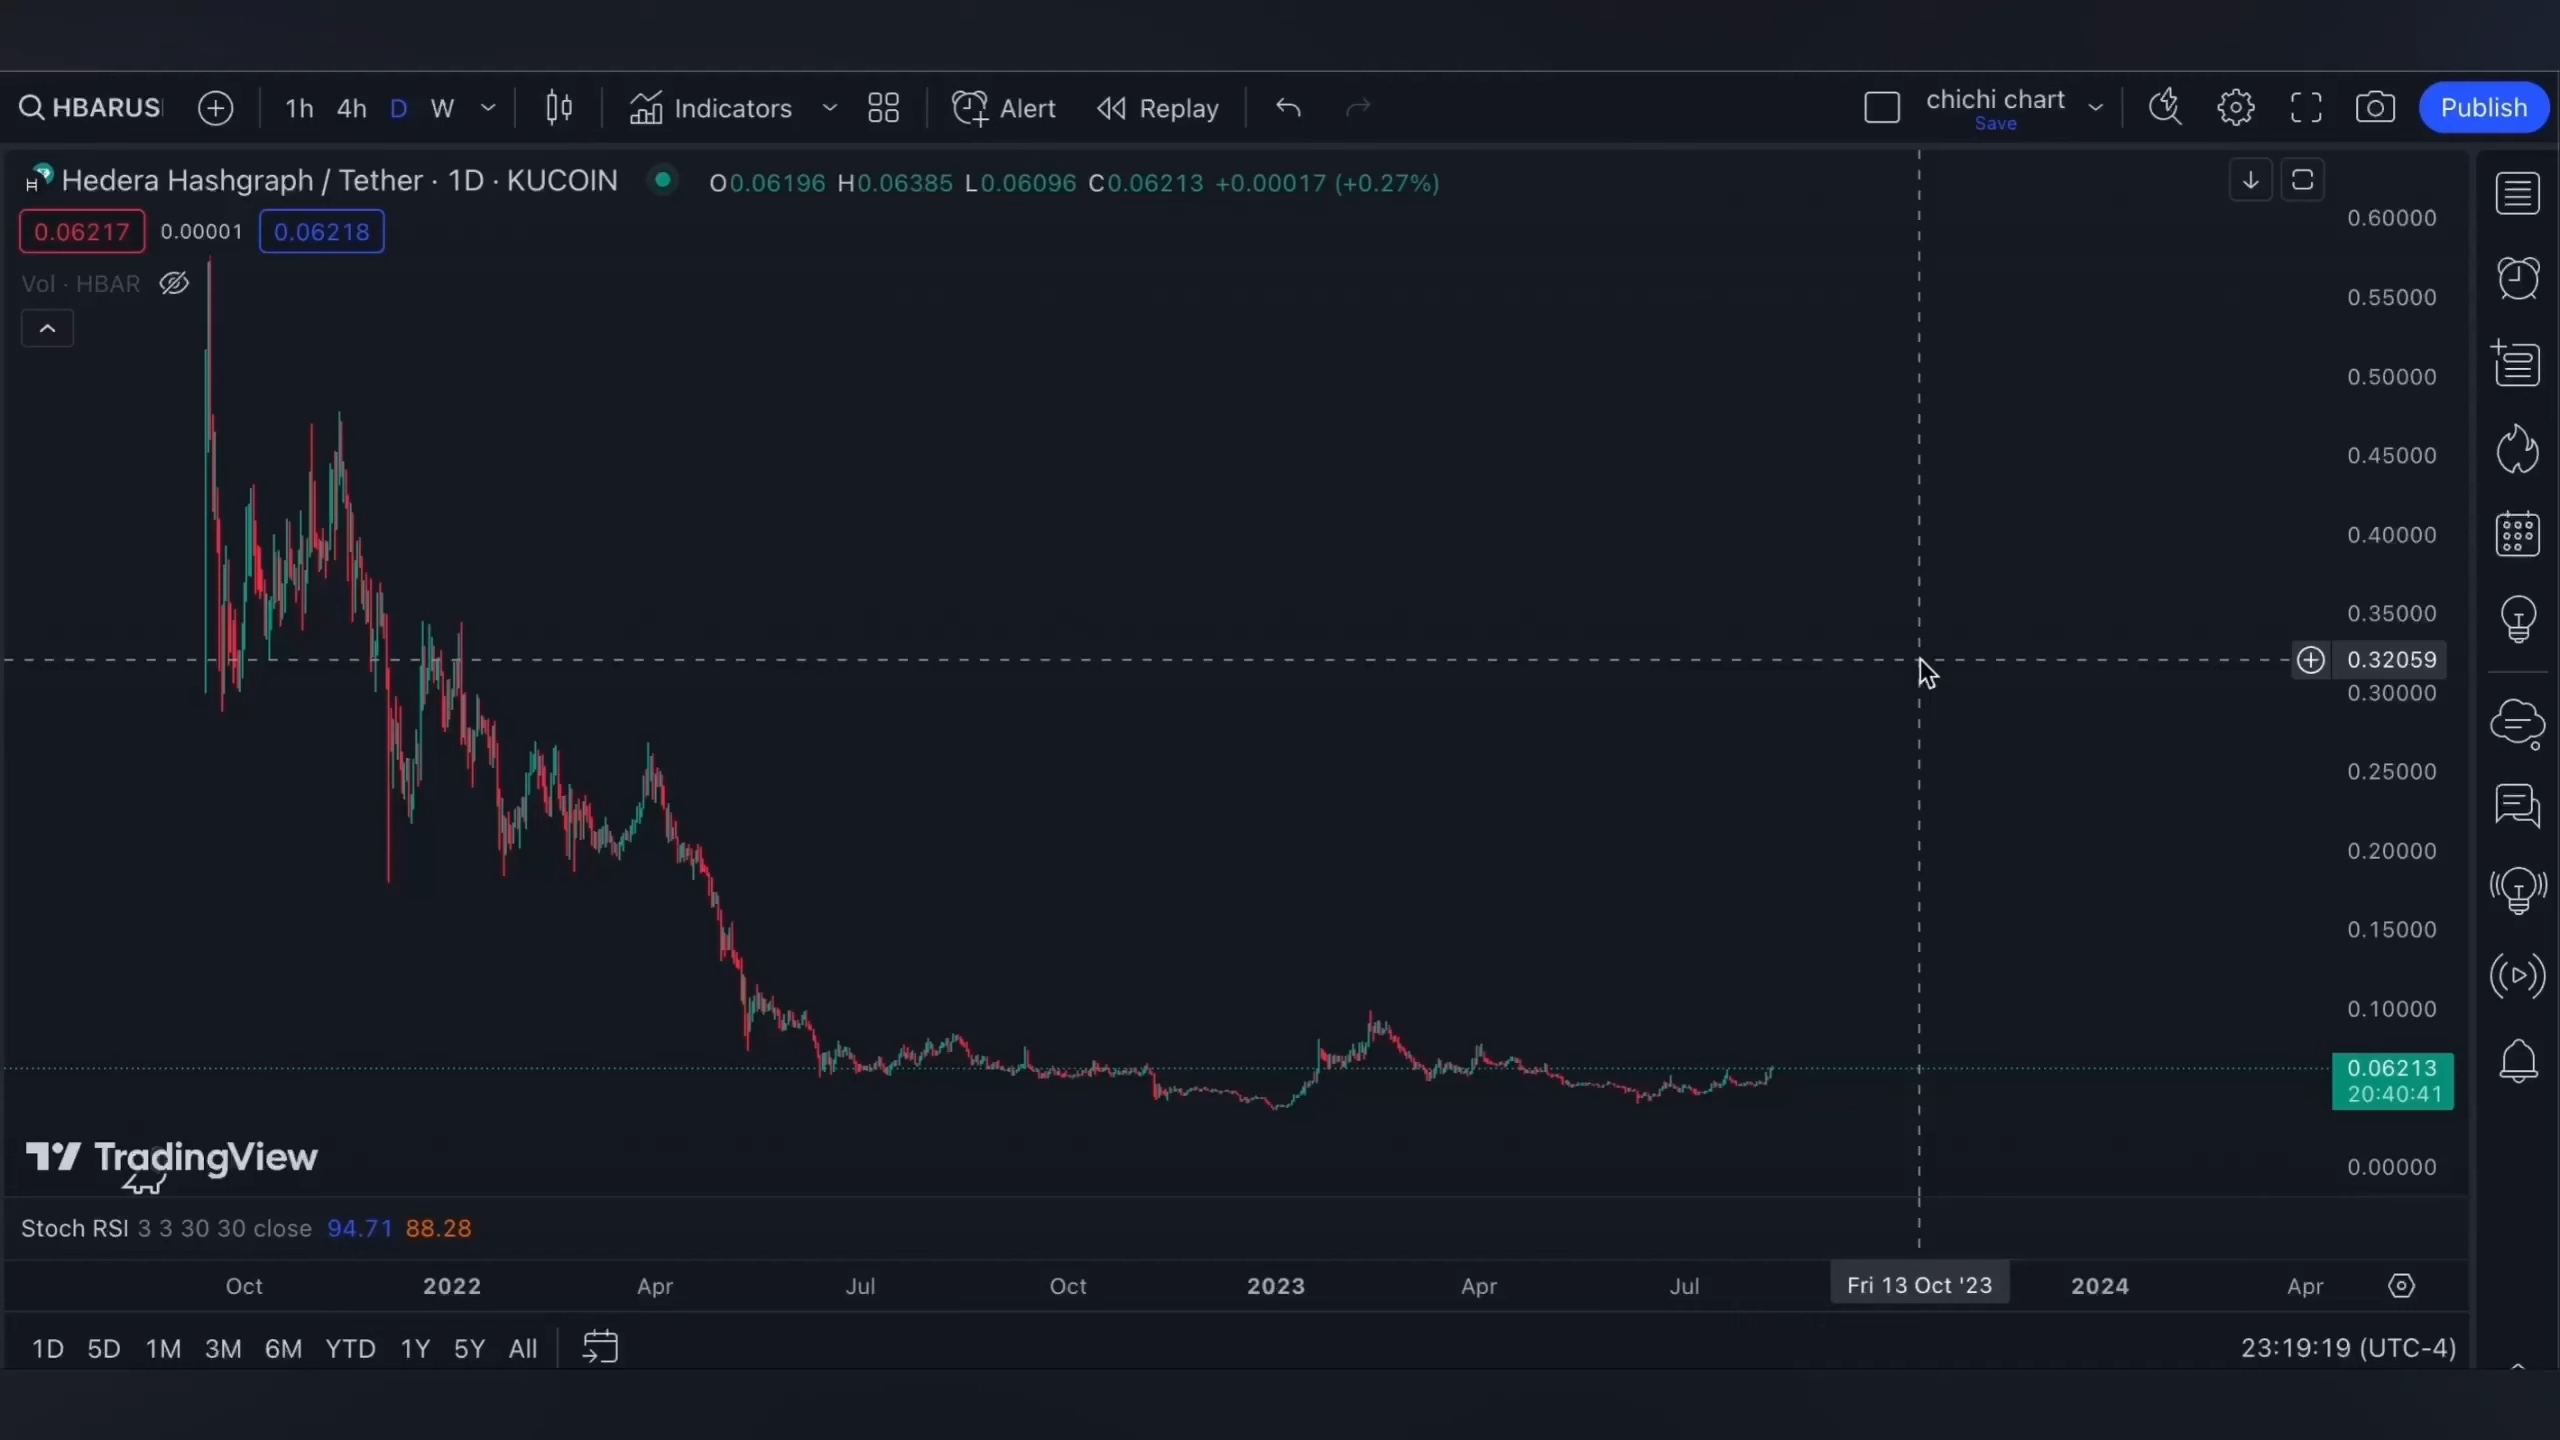 HBARUS 1h 4h D W Indicators Alert Replay chichi chart Publish
Save
Hedera Hashgraph / Tether · 1D · KUCOIN O0.06196 H0.06385 L0.06096 C0.06213 +0.00017 (+0.27%)
0.06217 0.00001 0.06218
Vol · HBAR
0.60000
0.55000
0.50000
0.45000
0.40000
0.35000
0.32059
0.30000
0.25000
0.20000
0.15000
0.10000
0.06213
20:40:41
0.00000
TradingView
Stoch RSI 3 3 30 30 close 94.71 88.28
Oct 2022 Apr Jul Oct 2023 Apr Jul Fri 13 Oct '23 2024 Apr
1D 5D 1M 3M 6M YTD 1Y 5Y All 23:19:19 (UTC-4)